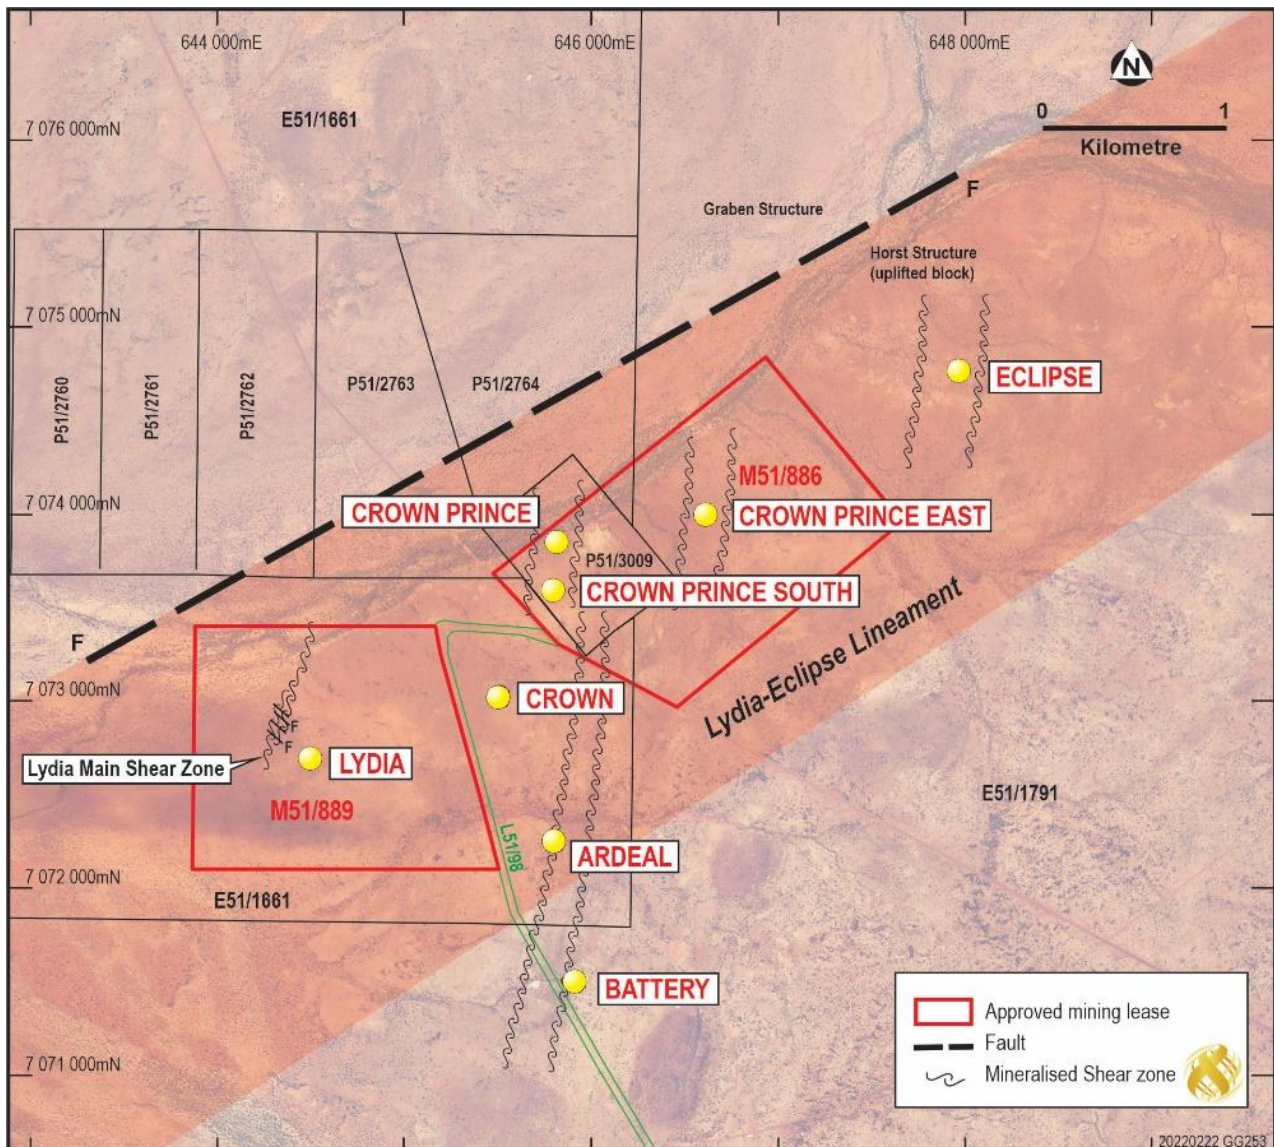 644 000mE
646 000mE
648 000mE
N
0 1
Kilometre
7 076 000mN
E51/1661
F
Graben Structure
Horst Structure
(uplifted block)
7 075 000mN
P51/2760
P51/2761
P51/2762
P51/2763
P51/2764
ECLIPSE
M51/886
7 074 000mN
CROWN PRINCE
CROWN PRINCE EAST
P51/3009
CROWN PRINCE SOUTH
F
Lydia-Eclipse Lineament
7 073 000mN
CROWN
F
F
Lydia Main Shear Zone
LYDIA
M51/889
E51/1791
L51/98
ARDEAL
7 072 000mN
E51/1661
BATTERY
7 071 000mN
Approved mining lease
Fault
Mineralised Shear zone
20220222 GG253